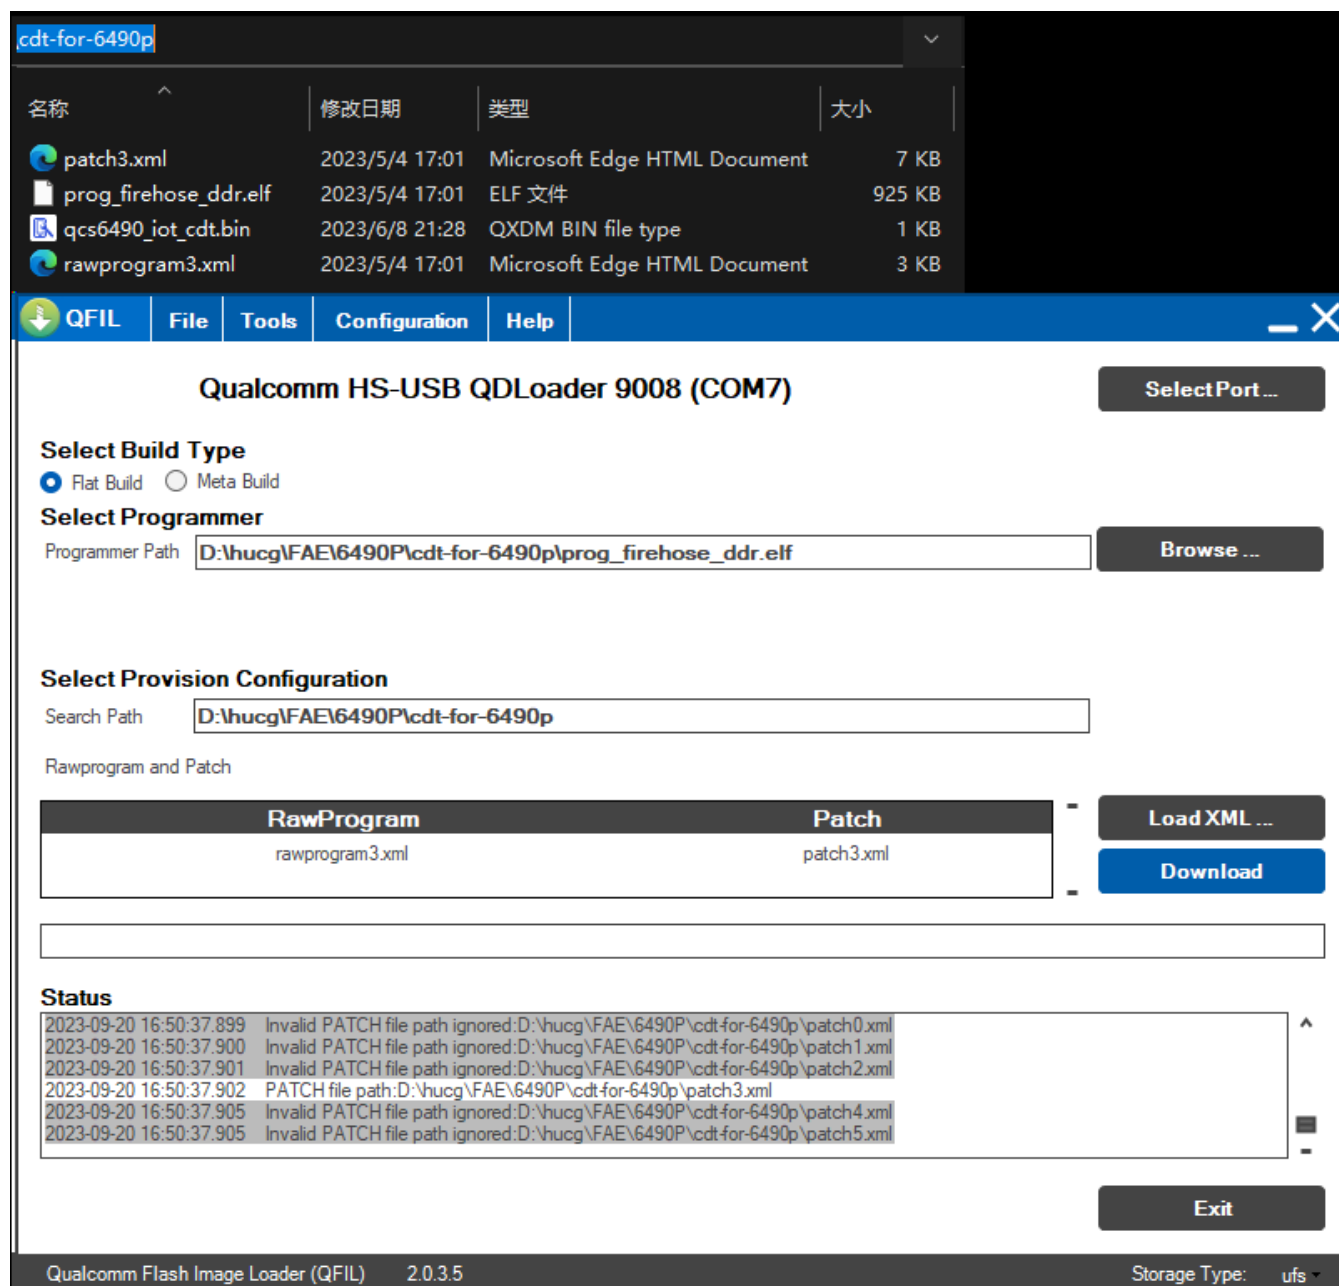 cdt-for-6490p
名称 修改日期 类型 大小
patch3.xml 2023/5/4 17:01 Microsoft Edge HTML Document 7 KB
prog_firehose_ddr.elf 2023/5/4 17:01 ELF 文件 925 KB
qcs6490_iot_cdt.bin 2023/6/8 21:28 QXDM BIN file type 1 KB
rawprogram3.xml 2023/5/4 17:01 Microsoft Edge HTML Document 3 KB
QFIL File Tools Configuration Help
Qualcomm HS-USB QDLoader 9008 (COM7) Select Port ...
Select Build Type
Flat Build Meta Build
Select Programmer
Programmer Path D:\hucg\FAE\6490P\cdt-for-6490p\prog_firehose_ddr.elf Browse ...
Select Provision Configuration
Search Path D:\hucg\FAE\6490P\cdt-for-6490p
Rawprogram and Patch
RawProgram Patch Load XML ...
rawprogram3.xml patch3.xml
Download
Status
2023-09-20 16:50:37.899 Invalid PATCH file path ignored:D:\hucg\FAE\6490P\cdt-for-6490p\patch0.xml
2023-09-20 16:50:37.900 Invalid PATCH file path ignored:D:\hucg\FAE\6490P\cdt-for-6490p\patch1.xml
2023-09-20 16:50:37.901 Invalid PATCH file path ignored:D:\hucg\FAE\6490P\cdt-for-6490p\patch2.xml
2023-09-20 16:50:37.902 PATCH file path:D:\hucg\FAE\6490P\cdt-for-6490p\patch3.xml
2023-09-20 16:50:37.905 Invalid PATCH file path ignored:D:\hucg\FAE\6490P\cdt-for-6490p\patch4.xml
2023-09-20 16:50:37.905 Invalid PATCH file path ignored:D:\hucg\FAE\6490P\cdt-for-6490p\patch5.xml
Exit
Qualcomm Flash Image Loader (QFIL) 2.0.3.5 Storage Type: ufs